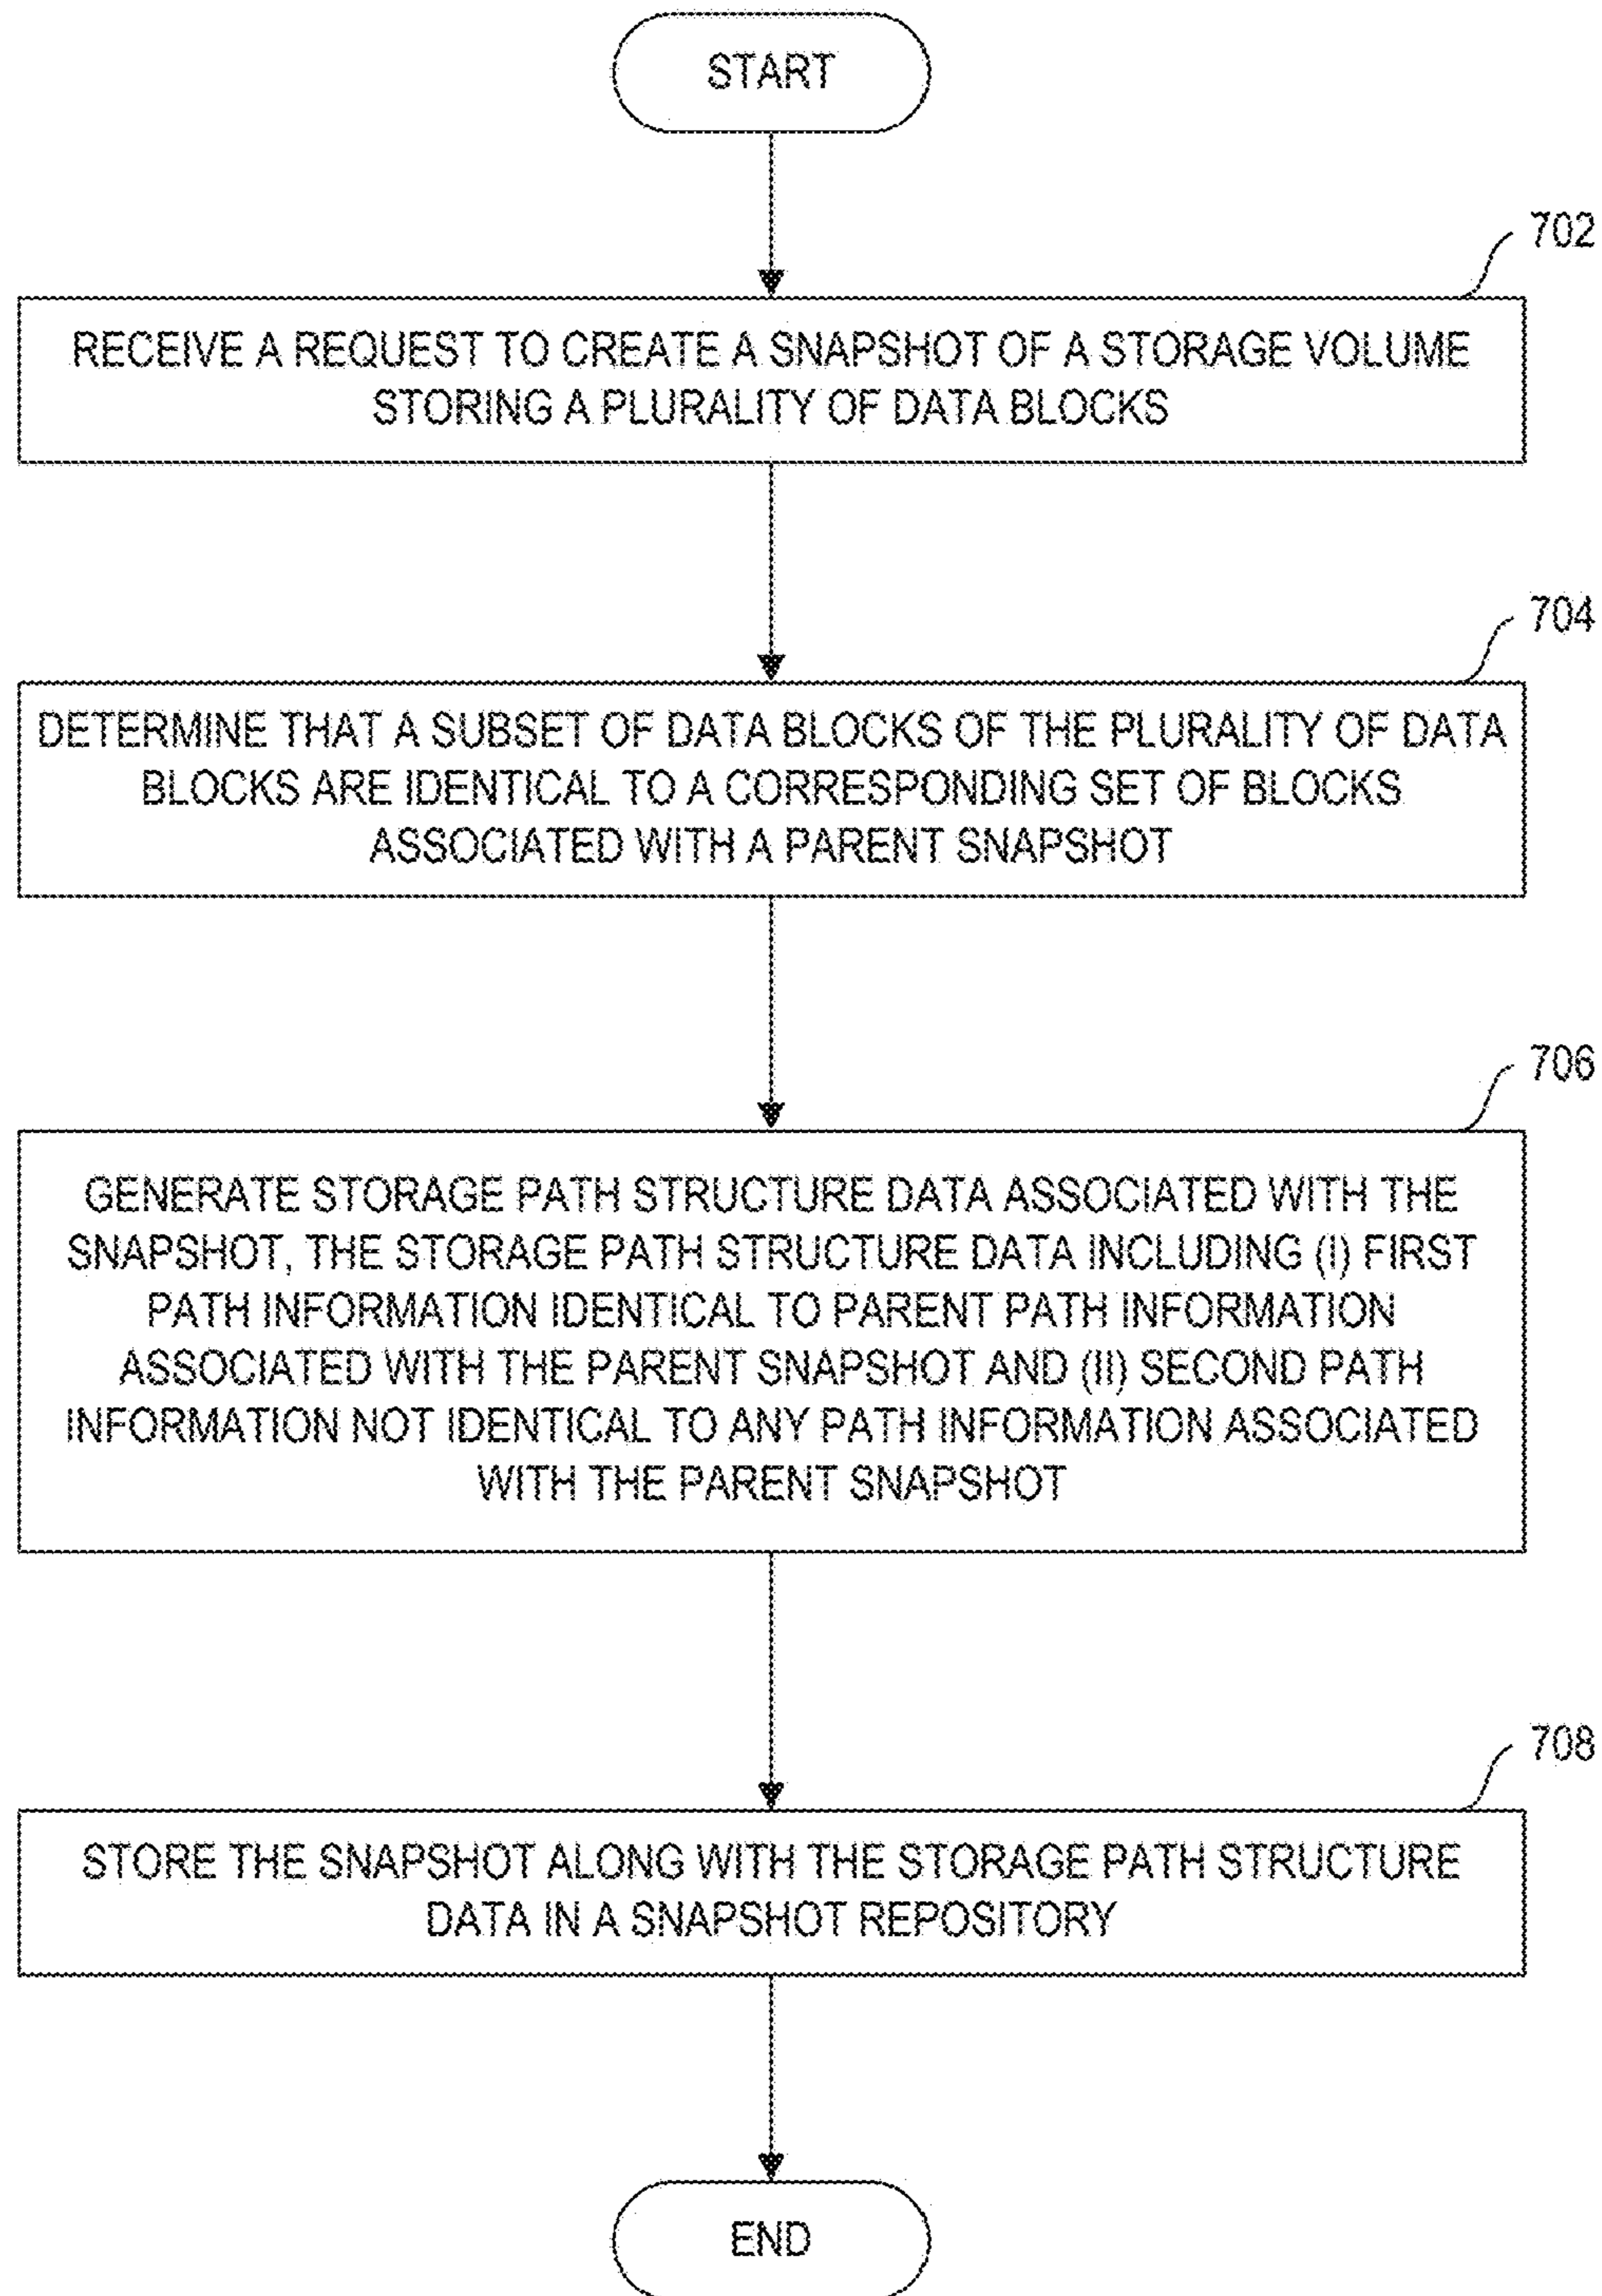 START
702
RECEIVE A REQUEST TO CREATE A SNAPSHOT OF A STORAGE VOLUME
STORING A PLURALITY OF DATA BLOCKS
704
DETERMINE THAT A SUBSET OF DATA BLOCKS OF THE PLURALITY OF DATA
BLOCKS ARE IDENTICAL TO A CORRESPONDING SET OF BLOCKS
ASSOCIATED WITH A PARENT SNAPSHOT
706
GENERATE STORAGE PATH STRUCTURE DATA ASSOCIATED WITH THE
SNAPSHOT, THE STORAGE PATH STRUCTURE DATA INCLUDING (I) FIRST
PATH INFORMATION IDENTICAL TO PARENT PATH INFORMATION
ASSOCIATED WITH THE PARENT SNAPSHOT AND (II) SECOND PATH
INFORMATION NOT IDENTICAL TO ANY PATH INFORMATION ASSOCIATED
WITH THE PARENT SNAPSHOT
708
STORE THE SNAPSHOT ALONG WITH THE STORAGE PATH STRUCTURE
DATA IN A SNAPSHOT REPOSITORY
END